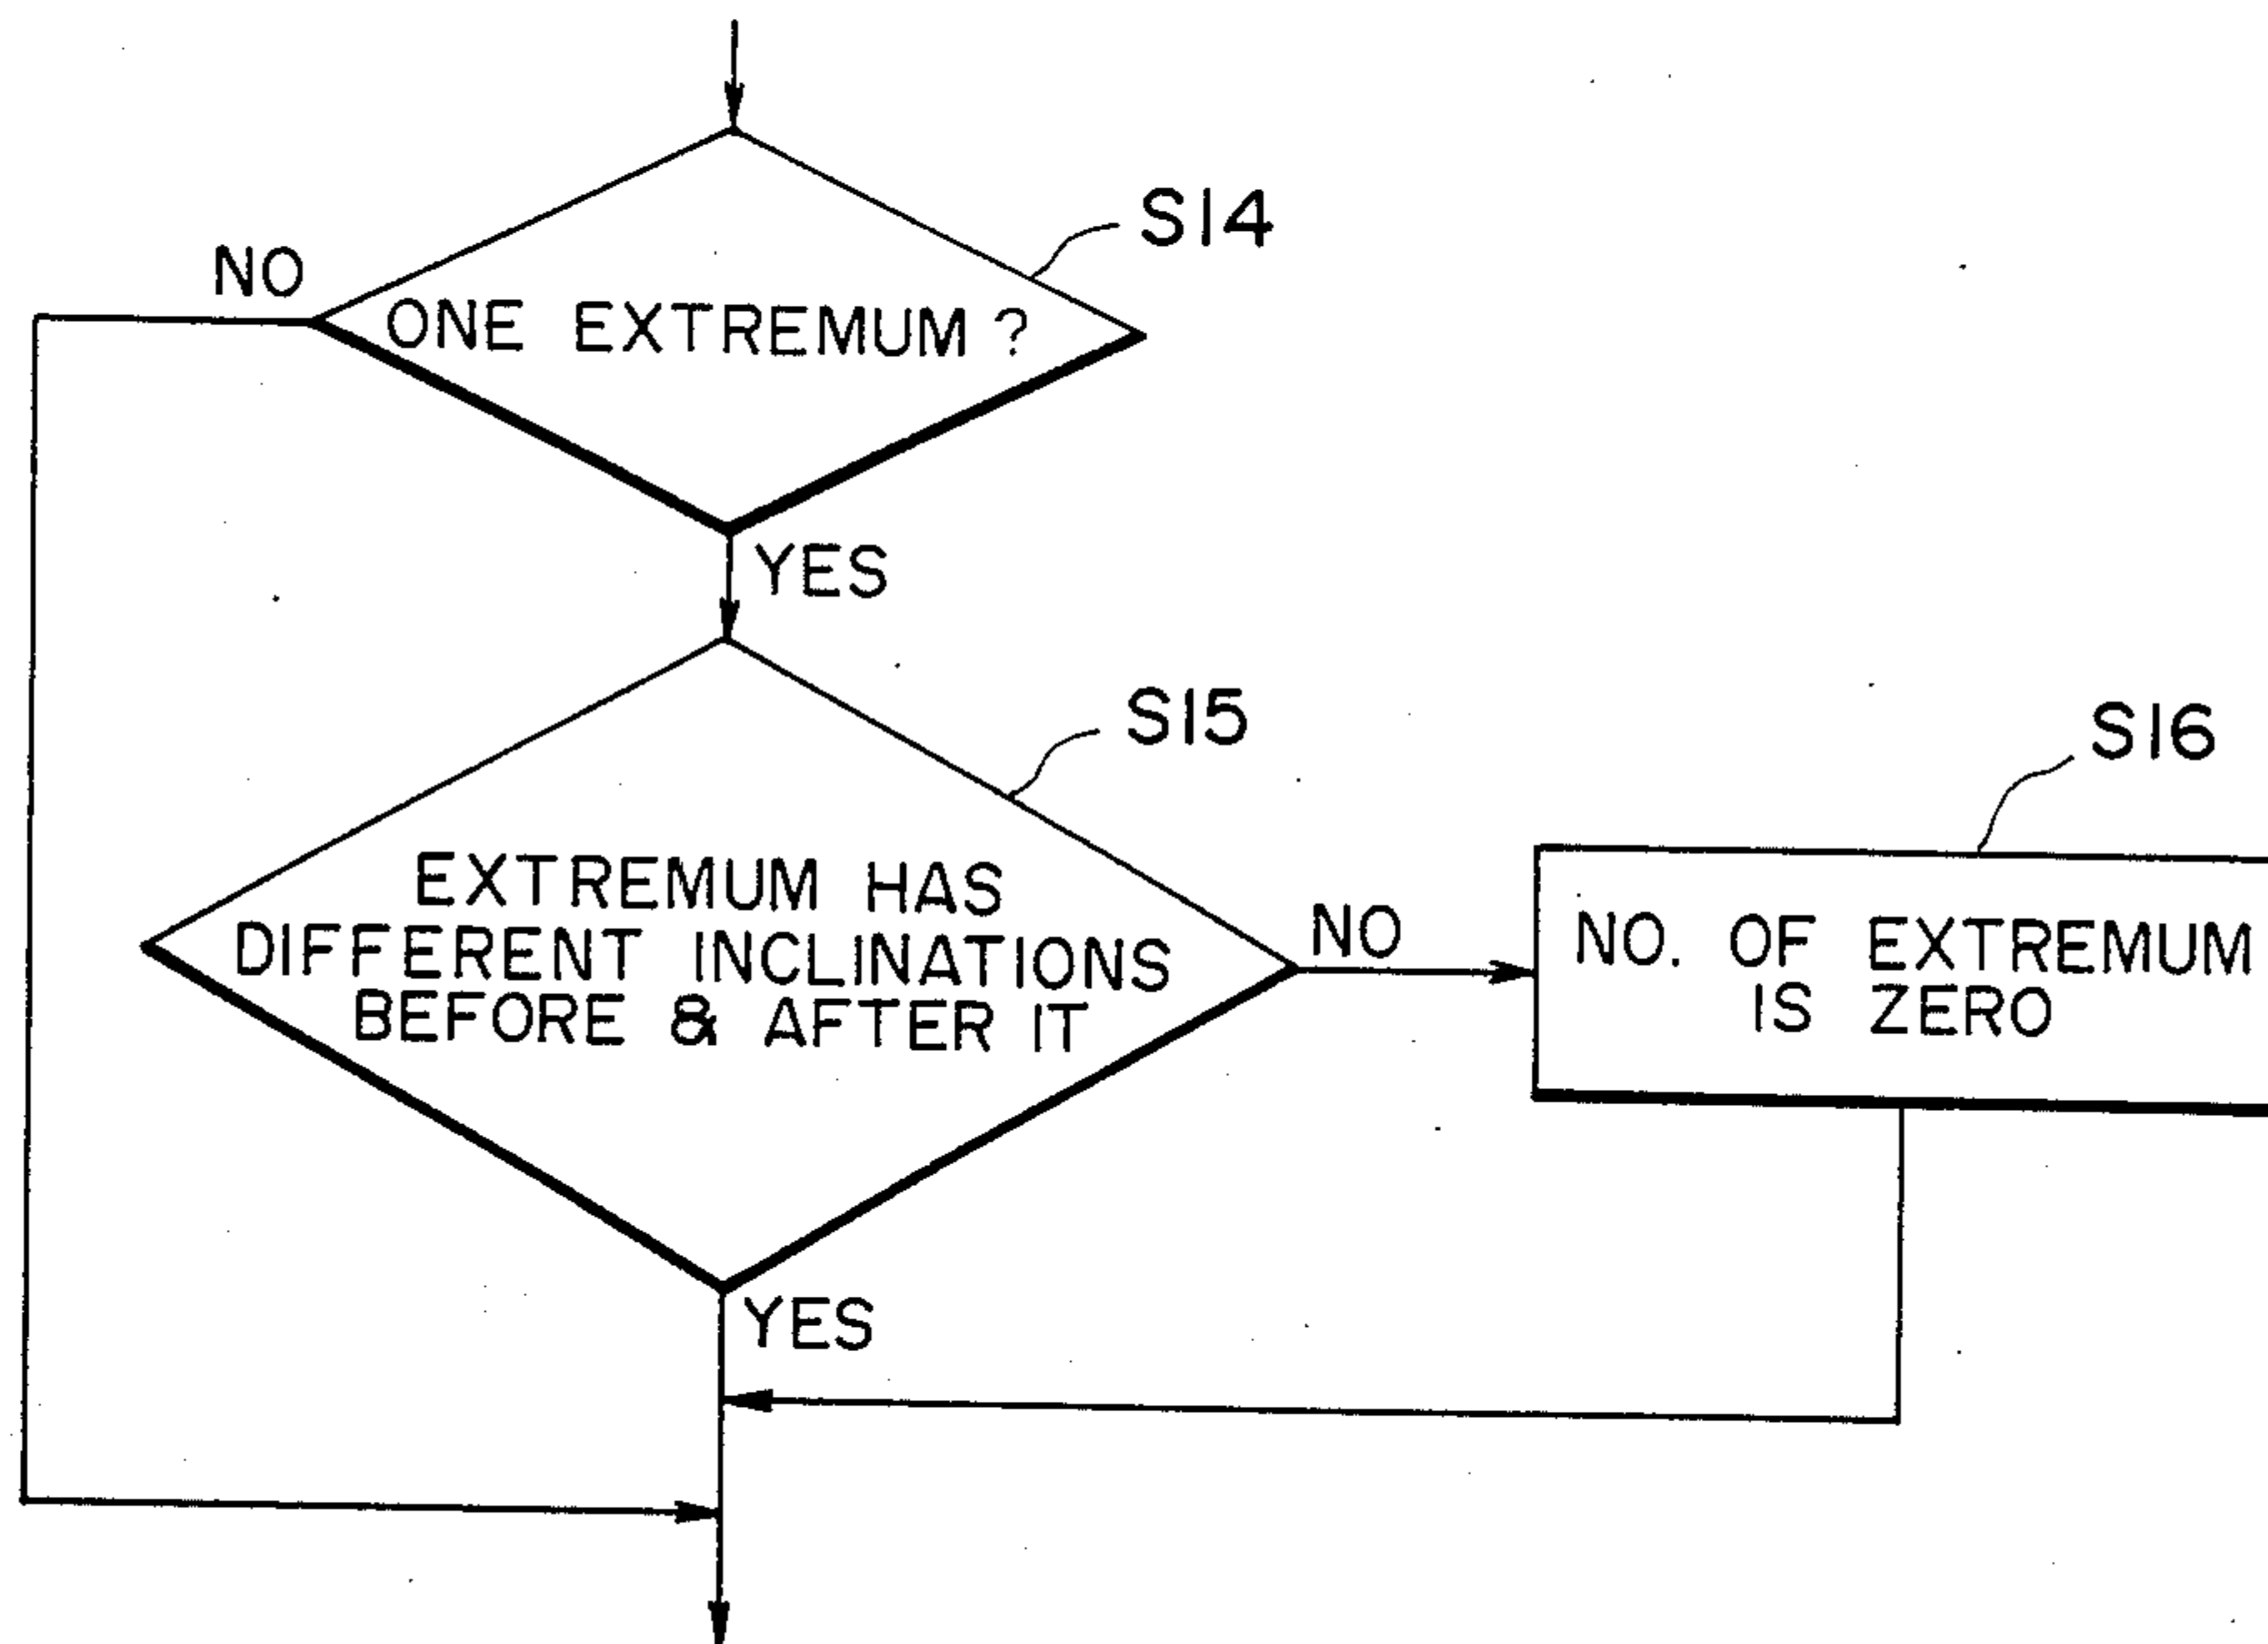 S14
NO
ONE EXTREMUM ?
YES
S15
S16
EXTREMUM HAS
DIFFERENT INCLINATIONS
BEFORE & AFTER IT
NO
NO. OF EXTREMUM
IS ZERO
YES